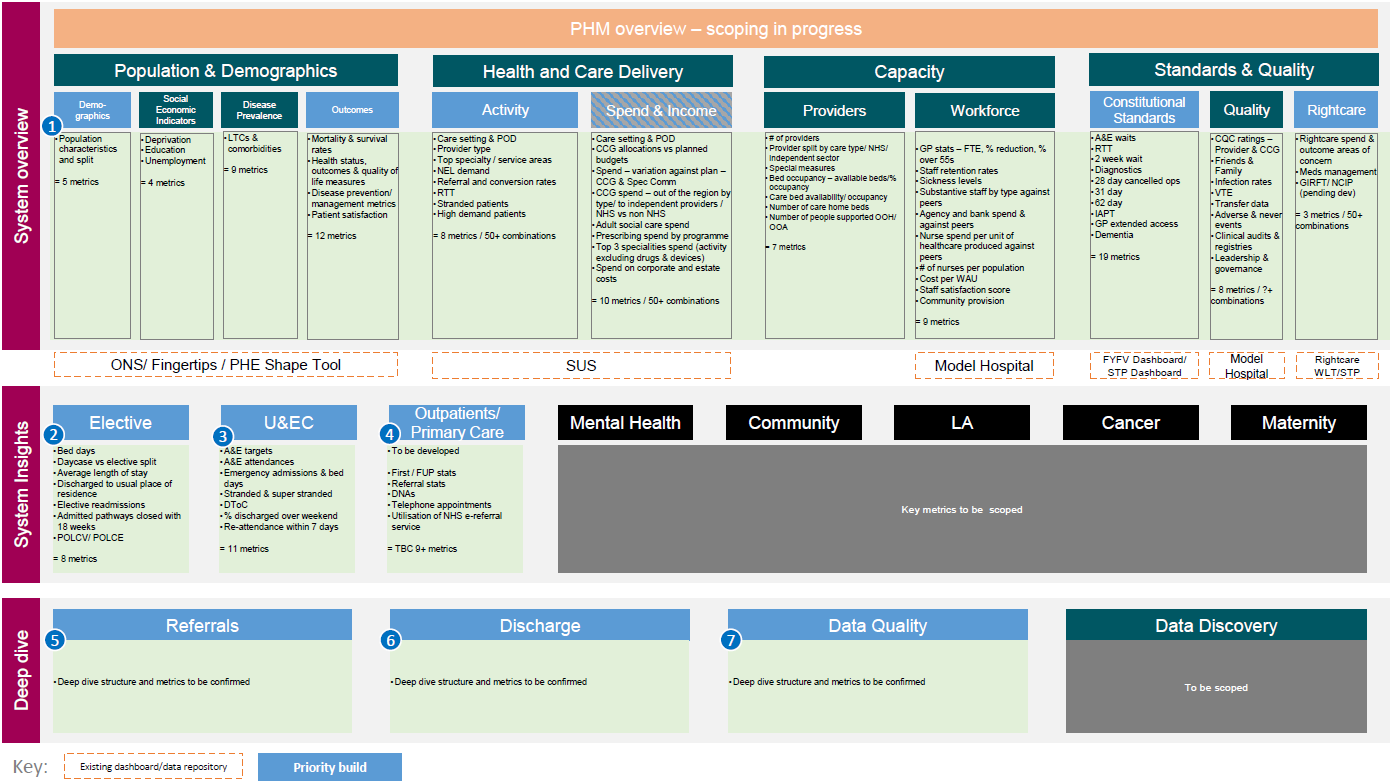 System overview
PHM overview – scoping in progress
Population & Demographics
Health and Care Delivery
Capacity
Standards & Quality
Demo-
graphics
Social
Economic
Indicators
Disease
Prevalence
Outcomes
Activity
Spend & Income
Providers
Workforce
Constitutional
Standards
Quality
Rightcare
1
•Population
characteristics
and split
= 5 metrics
•Deprivation
•Education
•Unemployment
= 4 metrics
•LTCs &
comorbidities
= 9 metrics
•Mortality & survival
rates
•Health status,
outcomes & quality of
life measures
•Disease prevention/
management metrics
•Patient satisfaction
= 12 metrics
•Care setting & POD
•Provider type
•Top specialty / service areas
•NEL demand
•Referral and conversion rates
•RTT
•Stranded patients
•High demand patients
= 8 metrics / 50+ combinations
•Care setting & POD
•CCG allocations vs planned
budgets
•Spend – variation against plan –
CCG & Spec Comm
•CCG spend – out of the region by
type/ to independent providers /
NHS vs non NHS
•Adult social care spend
•Prescribing spend by programme
•Top 3 specialities spend (activity
excluding drugs & devices)
•Spend on corporate and estate
costs
= 10 metrics / 50+ combinations
•# of providers
•Provider split by care type/ NHS/
independent sector
•Special measures
•Bed occupancy – available beds/%
occupancy
•Care bed availability/ occupancy
•Number of care home beds
•Number of people supported OOH/
OOA
= 7 metrics
•GP stats – FTE, % reduction, %
over 55s
•Staff retention rates
•Sickness levels
•Substantive staff by type against
peers
•Agency and bank spend &
against peers
•Nurse spend per unit of
healthcare produced against
peers
•# of nurses per population
•Cost per WAU
•Staff satisfaction score
•Community provision
= 9 metrics
•A&E waits
•RTT
•2 week wait
•Diagnostics
•28 day cancelled ops
•31 day
•62 day
•IAPT
•GP extended access
•Dementia
= 19 metrics
•CQC ratings –
Provider & CCG
•Friends &
Family
•Infection rates
•VTE
•Transfer data
•Adverse & never
events
•Clinical audits &
registries
•Leadership &
governance
= 8 metrics / ?+
combinations
•Rightcare spend &
outcome areas of
concern
•Meds management
•GIRFT/ NCIP
(pending dev)
= 3 metrics / 50+
combinations
ONS/ Fingertips / PHE Shape Tool
SUS
Model Hospital
FYFV Dashboard/
STP Dashboard
Model
Hospital
Rightcare
WLT/STP
System Insights
2
Elective
•Bed days
•Daycase vs elective split
•Average length of stay
•Discharged to usual place of
residence
•Elective readmissions
•Admitted pathways closed with
18 weeks
•POLCV/ POLCE
= 8 metrics
3
U&EC
•A&E targets
•A&E attendances
•Emergency admissions & bed
days
•Stranded & super stranded
•DToC
•% discharged over weekend
•Re-attendance within 7 days
= 11 metrics
4
Outpatients/
Primary Care
•To be developed
•First / FUP stats
•Referral stats
•DNAs
•Telephone appointments
•Utilisation of NHS e-referral
service
= TBC 9+ metrics
Mental Health
Community
LA
Cancer
Maternity
Key metrics to be scoped
Deep dive
5
Referrals
•Deep dive structure and metrics to be confirmed
6
Discharge
•Deep dive structure and metrics to be confirmed
7
Data Quality
•Deep dive structure and metrics to be confirmed
Data Discovery
To be scoped
Key:
Existing dashboard/data repository
Priority build